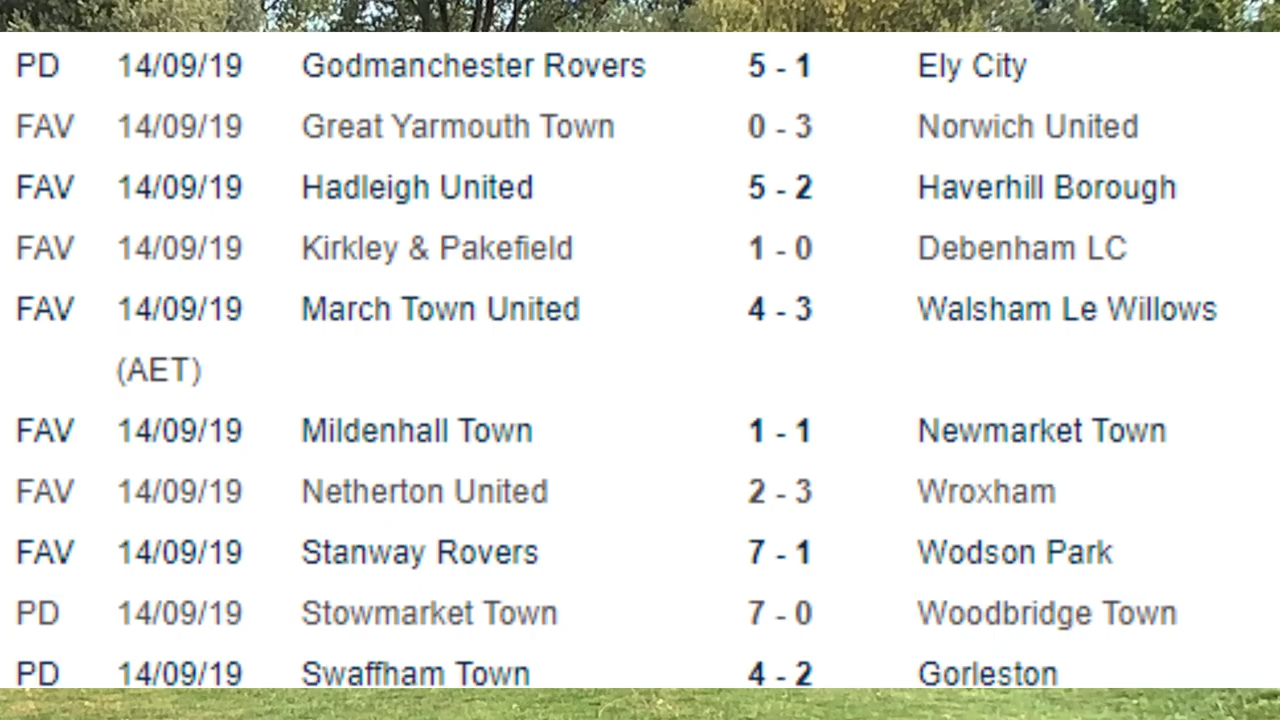 PD 14/09/19 Godmanchester Rovers 5 - 1 Ely City
FAV 14/09/19 Great Yarmouth Town 0 - 3 Norwich United
FAV 14/09/19 Hadleigh United 5 - 2 Haverhill Borough
FAV 14/09/19 Kirkley & Pakefield 1 - 0 Debenham LC
FAV 14/09/19 March Town United 4 - 3 Walsham Le Willows
(AET)
FAV 14/09/19 Mildenhall Town 1 - 1 Newmarket Town
FAV 14/09/19 Netherton United 2 - 3 Wroxham
FAV 14/09/19 Stanway Rovers 7 - 1 Wodson Park
PD 14/09/19 Stowmarket Town 7 - 0 Woodbridge Town
PD 14/09/19 Swaffham Town 4 - 2 Gorleston